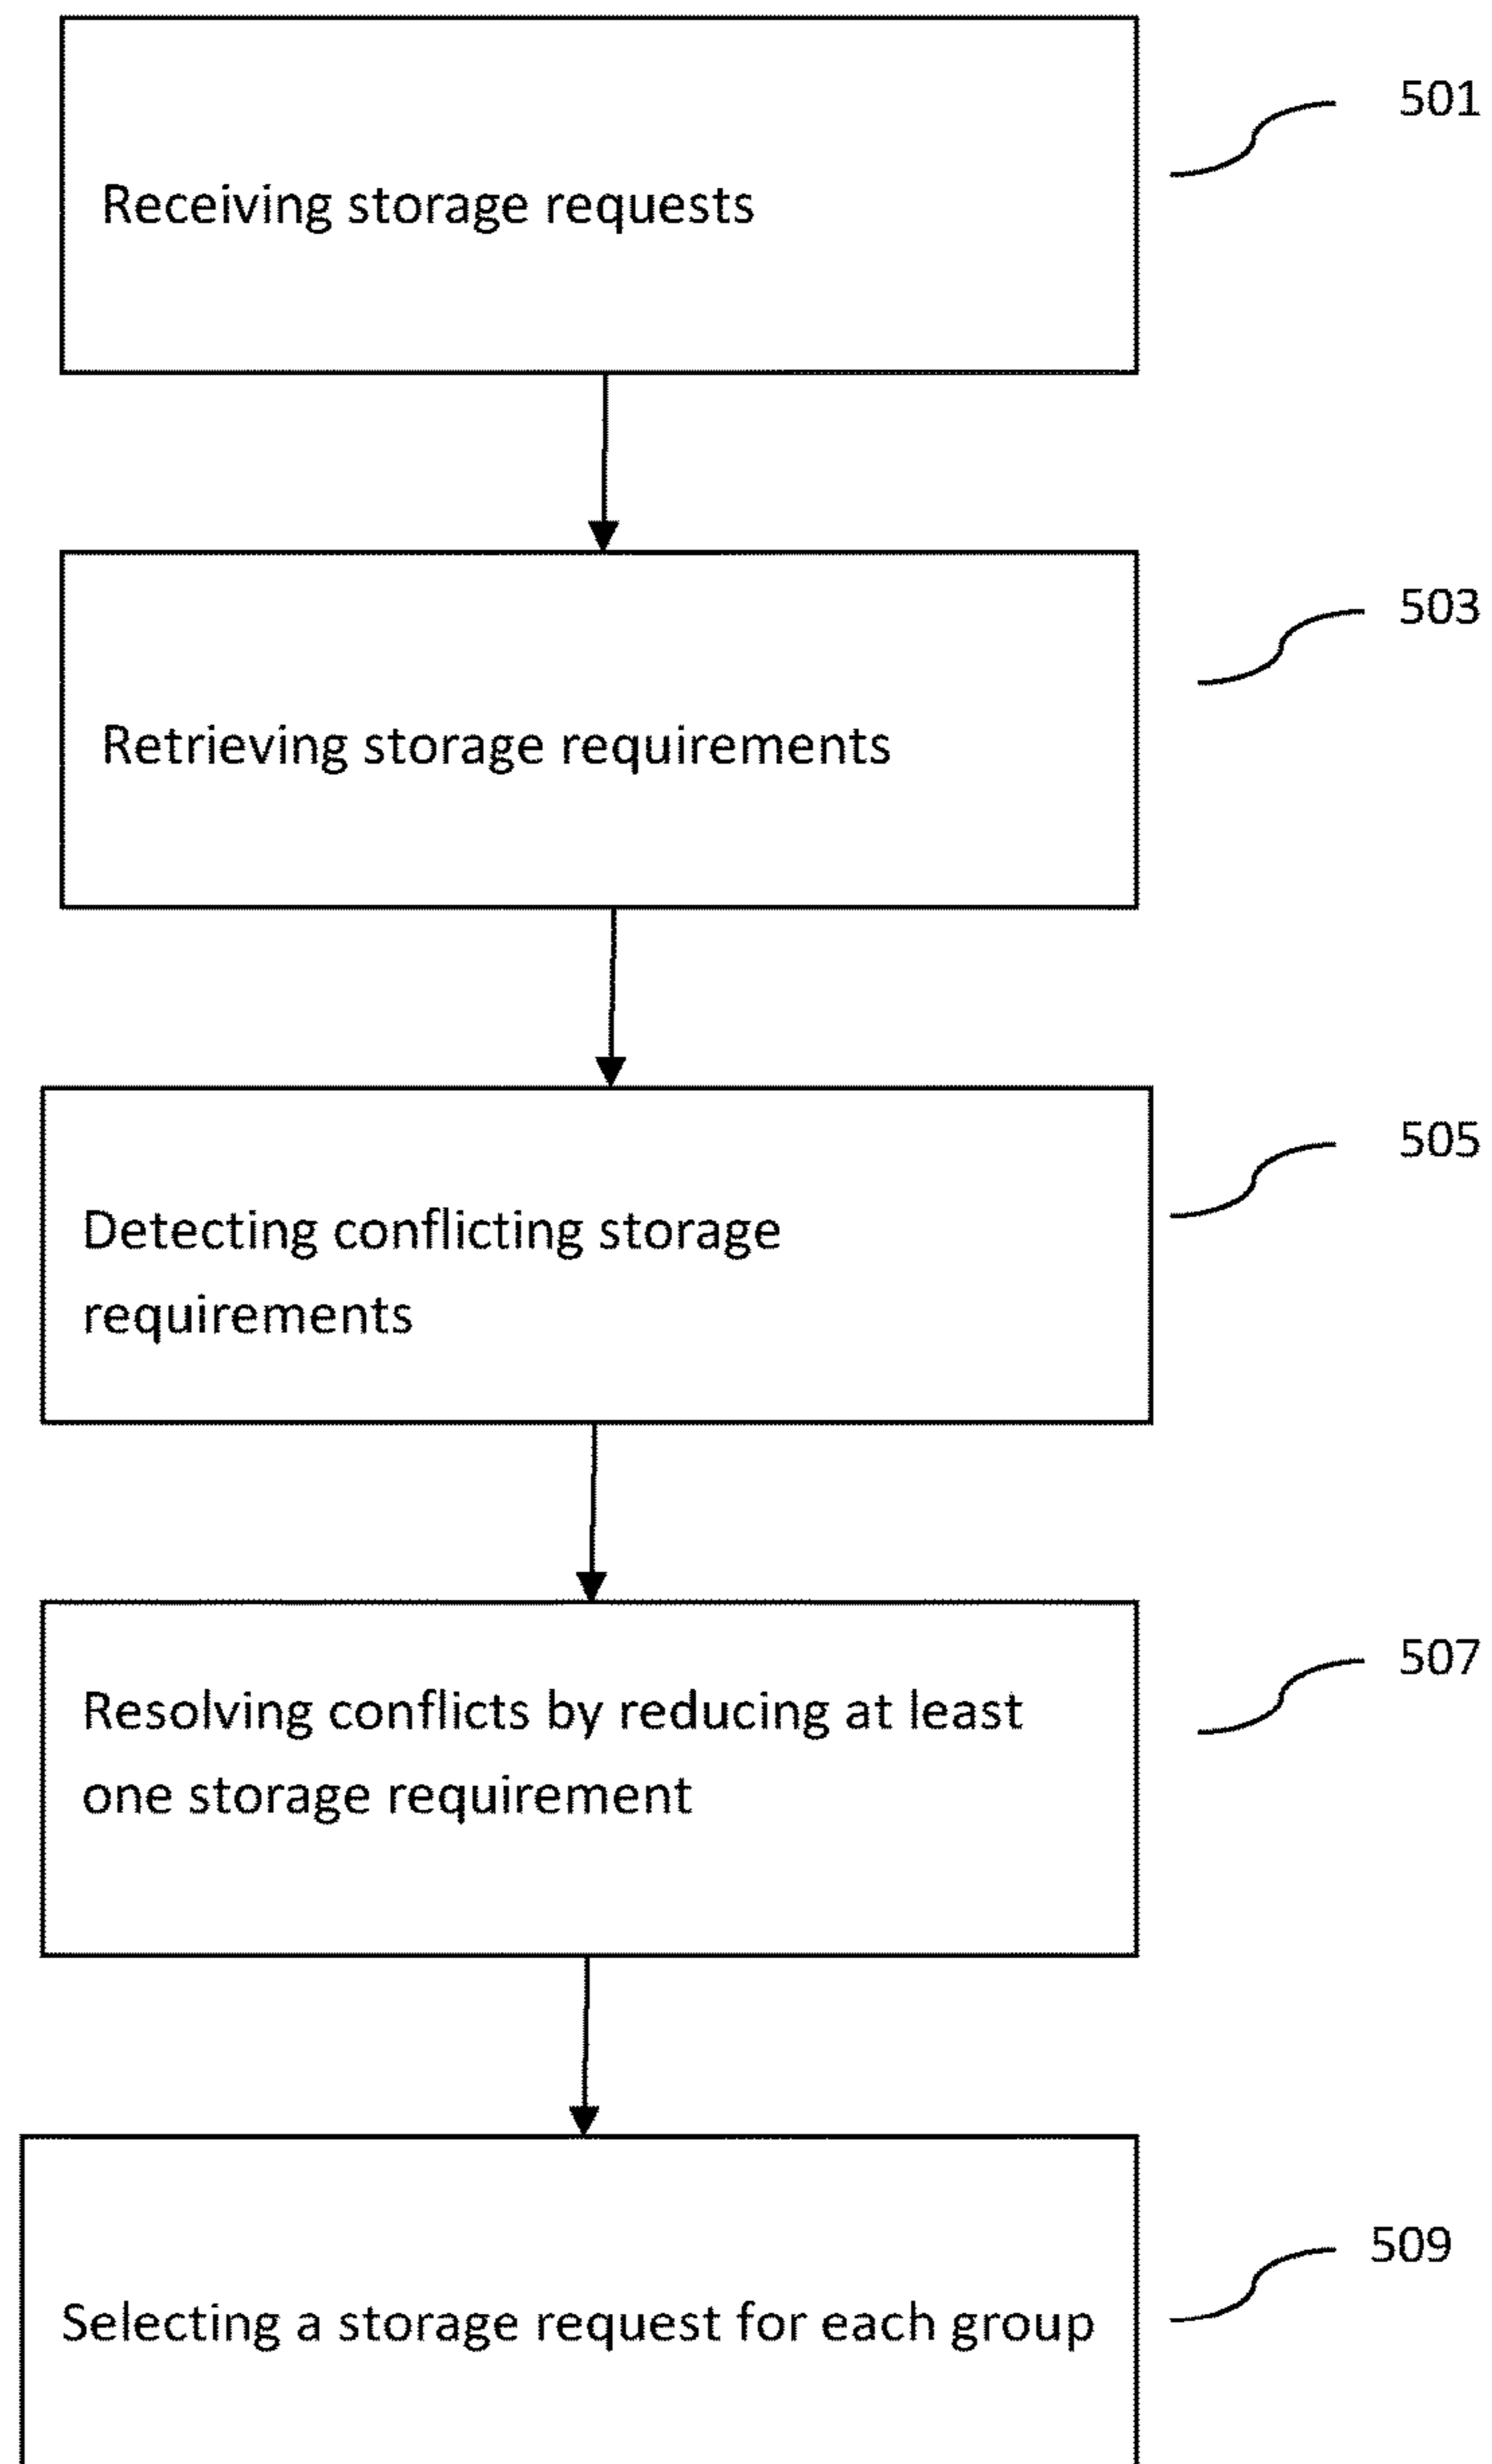 Receiving storage requests
501
Retrieving storage requirements
503
Detecting conflicting storage
requirements
505
Resolving conflicts by reducing at least
one storage requirement
507
Selecting a storage request for each group
509